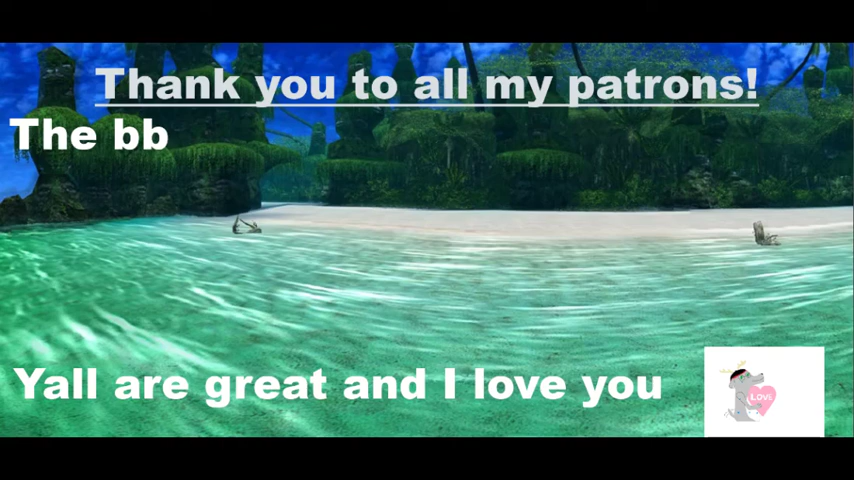 Thank you to all my patrons!
The bb
Yall are great and I love you
LOVE